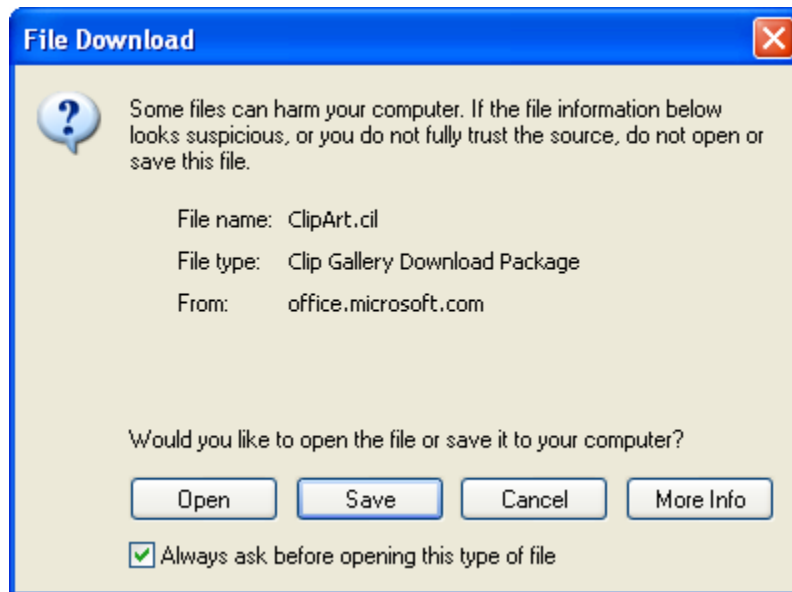 File Download
Some files can harm your computer. If the file information below
looks suspicious, or you do not fully trust the source, do not open or
save this file.
File name: ClipArt.cil
File type: Clip Gallery Download Package
From: office.microsoft.com
Would you like to open the file or save it to your computer?
Open Save Cancel More Info
Always ask before opening this type of file